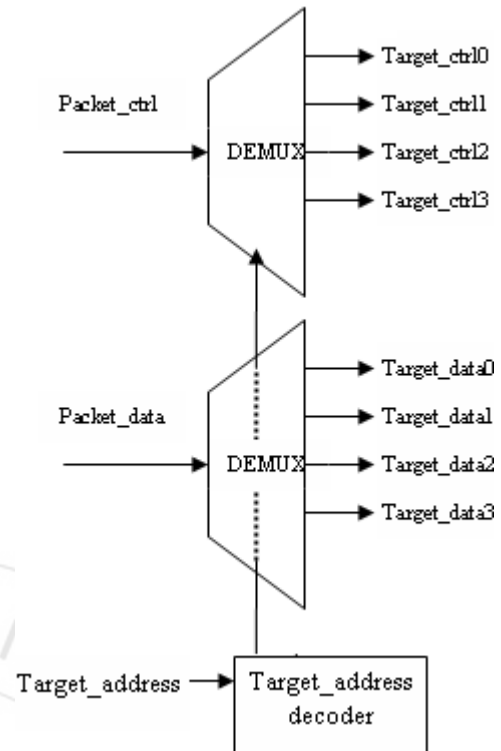 Target_ctrl0
Packet_ctrl
Target_ctrl1
DEMUX
Target_ctrl2
Target_ctrl3
Target_data0
Packet_data
Target_data1
DEMUX
Target_data2
Target_data3
Target_address
Target_address
decoder